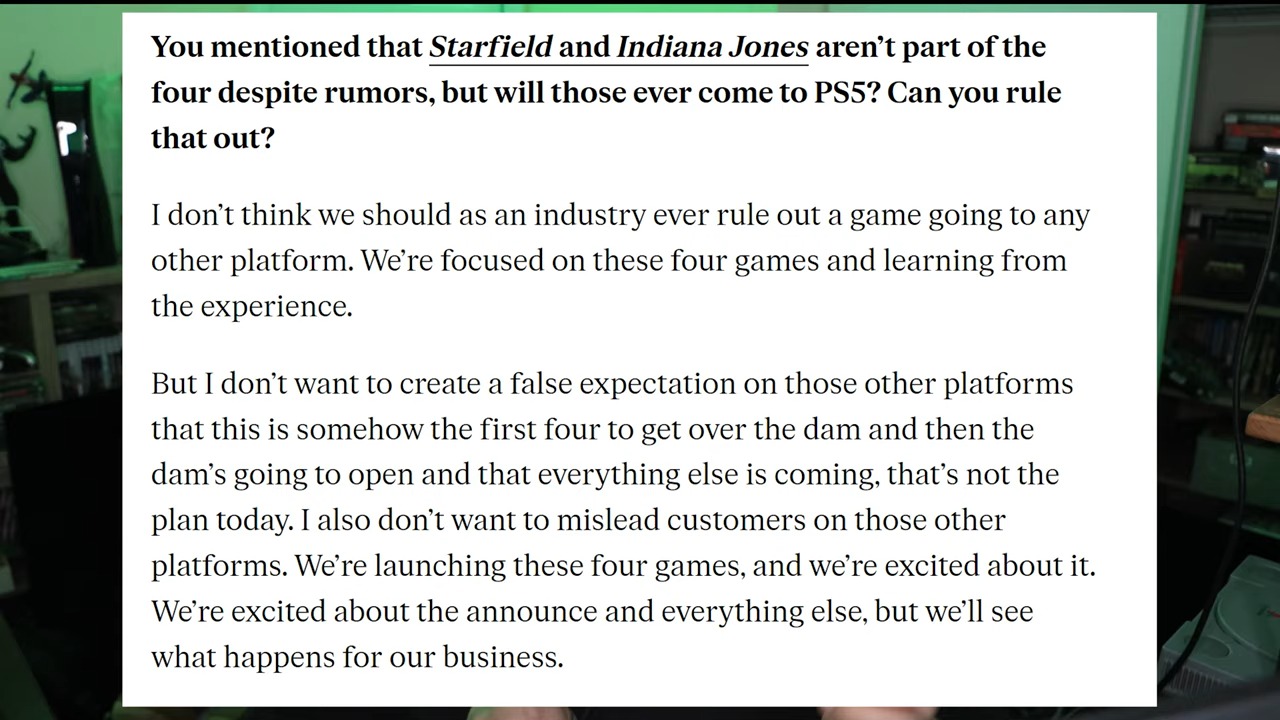 You mentioned that Starfield and Indiana Jones aren’t part of the
four despite rumors, but will those ever come to PS5? Can you rule
that out?
I don’t think we should as an industry ever rule out a game going to any
other platform. We’re focused on these four games and learning from
the experience.
But I don’t want to create a false expectation on those other platforms
that this is somehow the first four to get over the dam and then the
dam’s going to open and that everything else is coming, that’s not the
plan today. I also don’t want to mislead customers on those other
platforms. We’re launching these four games, and we’re excited about it.
We’re excited about the announce and everything else, but we’ll see
what happens for our business.